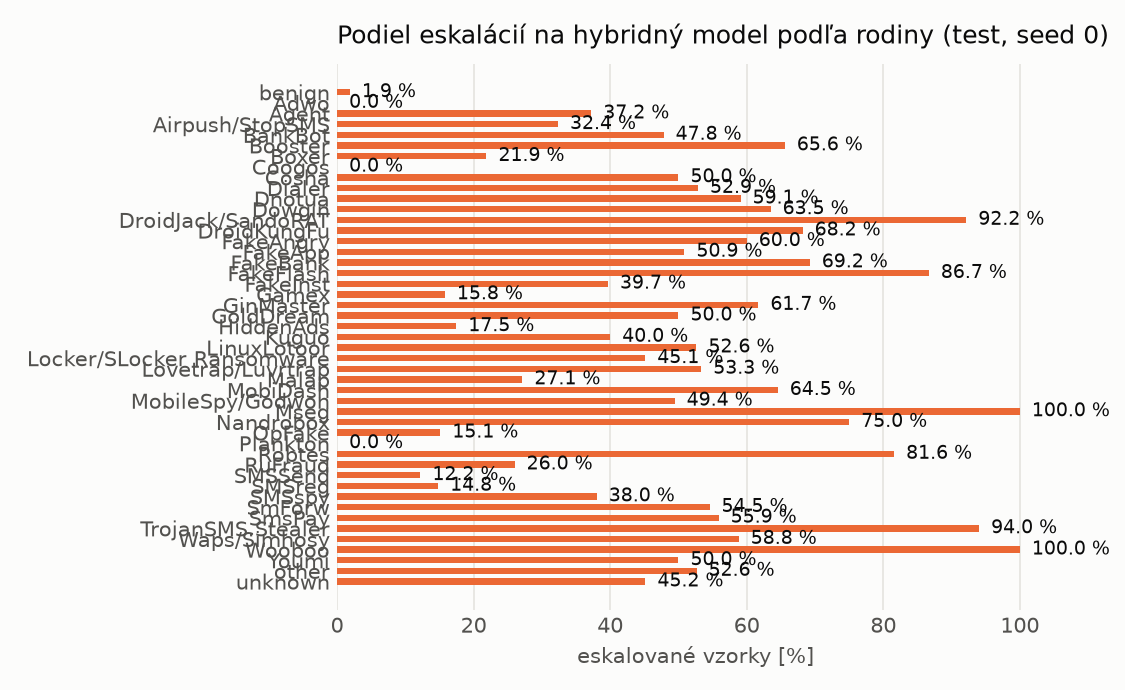 Podiel eskalácií na hybridný model podľa rodiny (test, seed 0)
benign 1.9 %
Adwo 0.0 %
Agent 37.2 %
Airpush/StopSMS 32.4 %
BankBot 47.8 %
Booster 65.6 %
Boxer 21.9 %
Coogos 0.0 %
Cosha 50.0 %
Dialer 52.9 %
Dnotua 59.1 %
Dowgin 63.5 %
DroidJack/SandoRAT 92.2 %
DroidKungFu 68.2 %
FakeAngry 60.0 %
FakeApp 50.9 %
FakeBank 69.2 %
FakeFlash 86.7 %
FakeInst 39.7 %
Gamex 15.8 %
GinMaster 61.7 %
GoldDream 50.0 %
HiddenAds 17.5 %
Kuguo 40.0 %
LinuxLotoor 52.6 %
Locker/SLocker Ransomware 45.1 %
Lovetrap/Luvrtrap 53.3 %
Malap 27.1 %
MobiDash 64.5 %
MobileSpy/Godwon 49.4 %
Mseg 100.0 %
Nandrobox 75.0 %
OpFake 15.1 %
Plankton 0.0 %
Rootes 81.6 %
RuFraud 26.0 %
SMSSend 12.2 %
SMSreg 14.8 %
SMSspy 38.0 %
SmForw 54.5 %
SmsPay 55.9 %
TrojanSMS.Stealer 94.0 %
Waps/Simhosy 58.8 %
Wooboo 100.0 %
Youmi 50.0 %
other 52.6 %
unknown 45.2 %
0 20 40 60 80 100
eskalované vzorky [%]